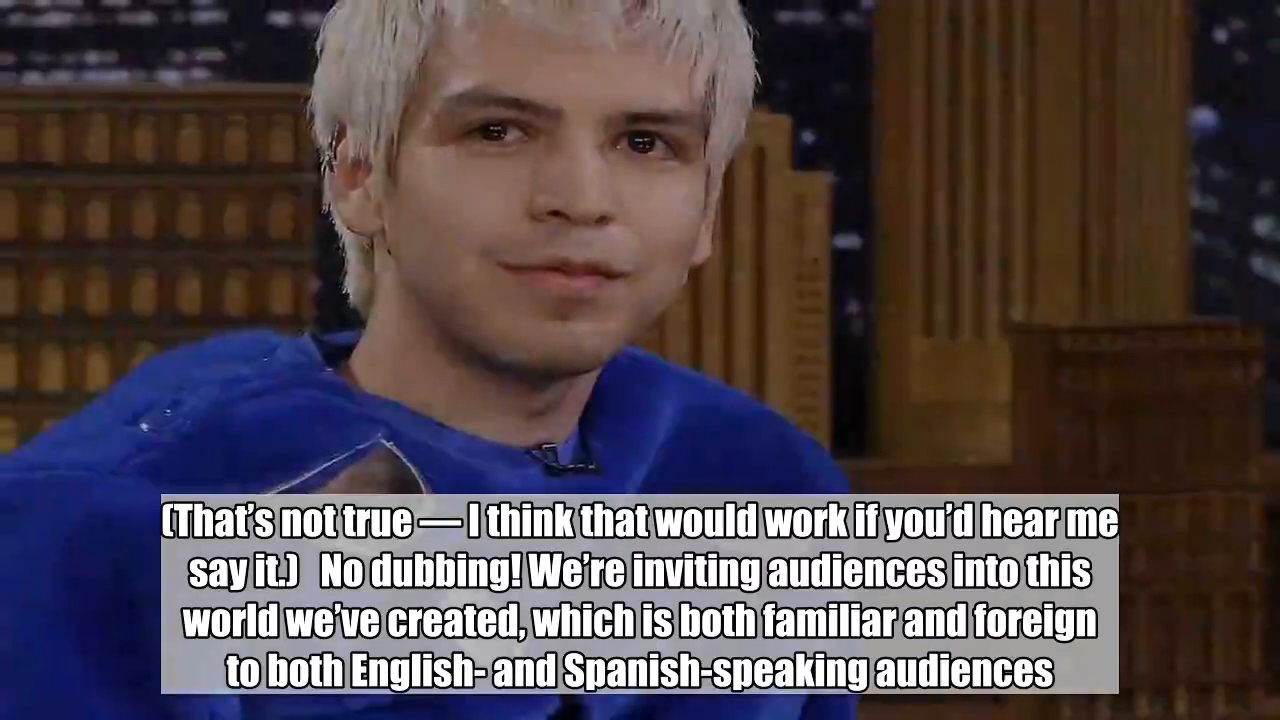 (That’s not true — I think that would work if you’d hear me
say it.)   No dubbing! We’re inviting audiences into this
world we’ve created, which is both familiar and foreign
to both English- and Spanish-speaking audiences